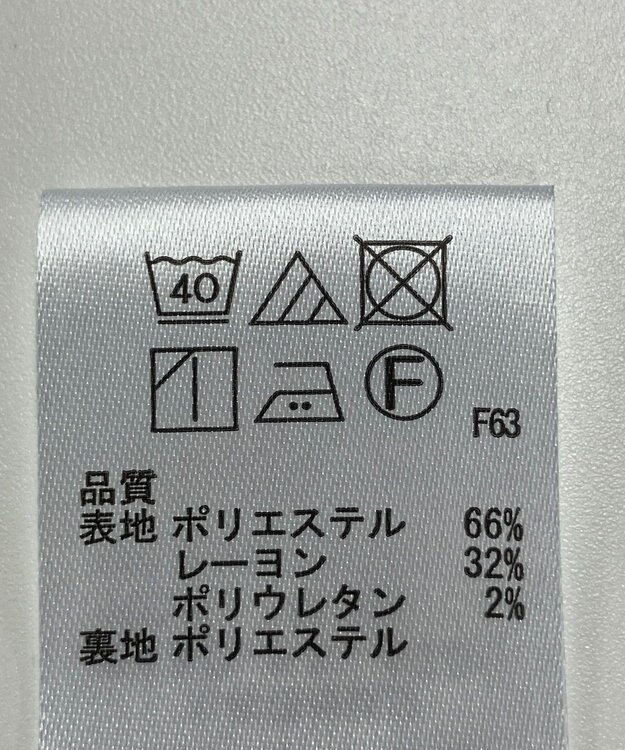 40
F
F63
品質
表地 ポリエステル 66%
レーヨン 32%
ポリウレタン 2%
裏地 ポリエステル